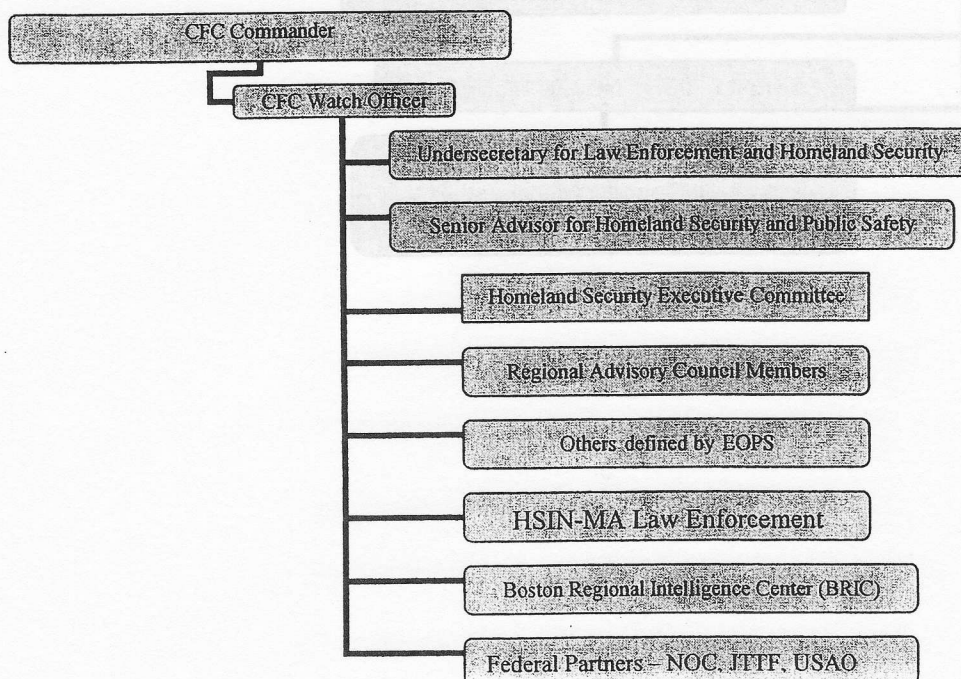 CFC Commander
CFC Watch Officer
Undersecretary for Law Enforcement and Homeland Security
Senior Advisor for Homeland Security and Public Safety
Homeland Security Executive Committee
Regional Advisory Council Members
Others defined by EOPS
HSIN-MA Law Enforcement
Boston Regional Intelligence Center (BRIC)
Federal Partners – NOC, JTTF, USAO